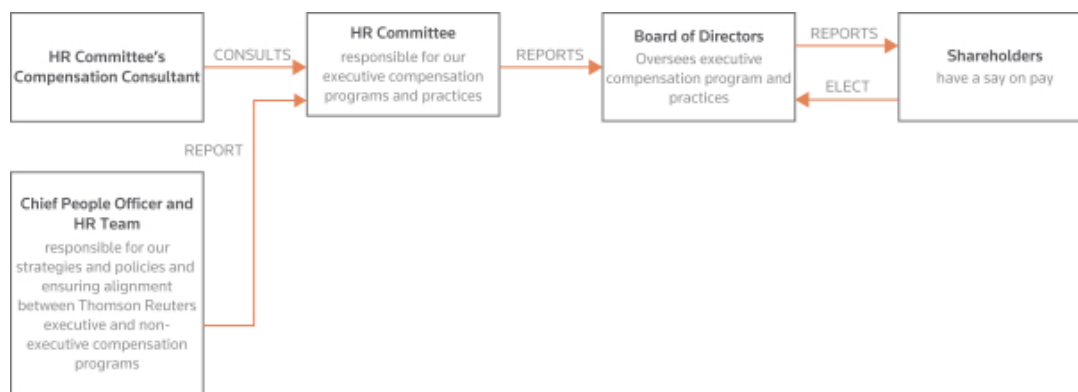 HR Committee's
Compensation Consultant
CONSULTS
HR Committee
responsible for our
executive compensation
programs and practices
REPORTS
Board of Directors
Oversees executive
compensation program and
practices
REPORTS
ELECT
Shareholders
have a say on pay
REPORT
Chief People Officer and
HR Team
responsible for our
strategies and policies and
ensuring alignment
between Thomson Reuters
executive and non-
executive compensation
programs